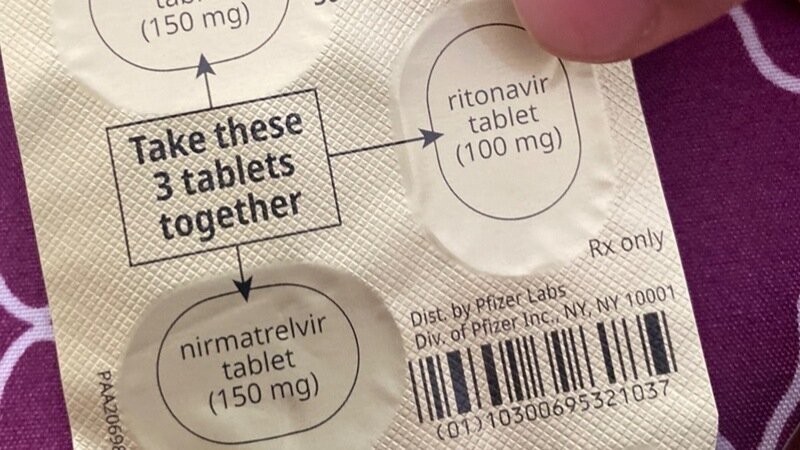 (150 mg)
Take these
3 tablets
together
ritonavir
tablet
(100 mg)
nirmatrelvir
tablet
(150 mg)
Rx only
Dist. by Pfizer Labs
Div. of Pfizer Inc., NY, NY 10001
(01)10300695321037